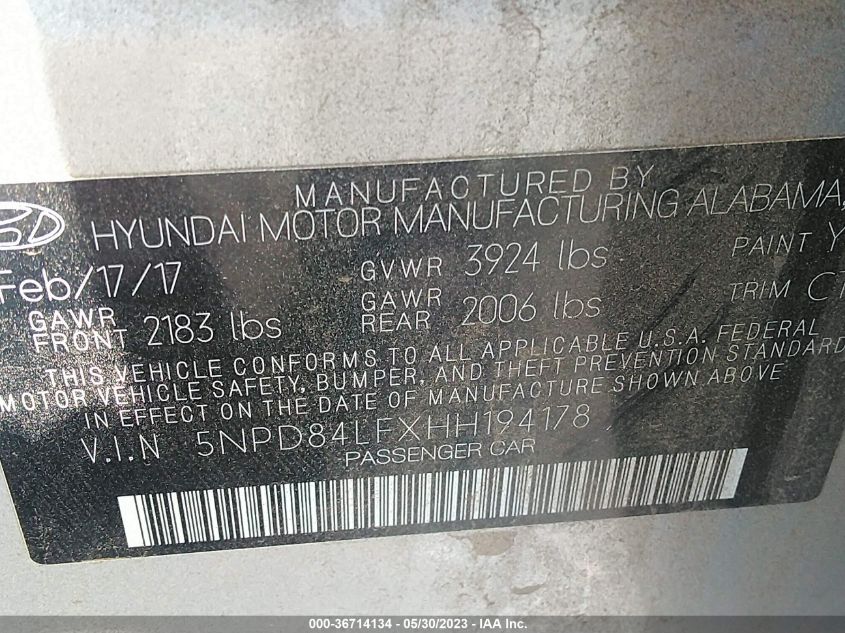 MANUFACTURED BY
HYUNDAI MOTOR MANUFACTURING ALABAMA,
Feb/17/17 GVWR 3924 lbs PAINT Y
GAWR FRONT 2183 lbs GAWR REAR 2006 lbs TRIM CT
THIS VEHICLE CONFORMS TO ALL APPLICABLE U.S.A. FEDERAL
MOTOR VEHICLE SAFETY, BUMPER, AND THEFT PREVENTION STANDARD
IN EFFECT ON THE DATE OF MANUFACTURE SHOWN ABOVE
V.I.N 5NPD84LFXHH194178
PASSENGER CAR
000-36714134 - 05/30/2023 - IAA Inc.